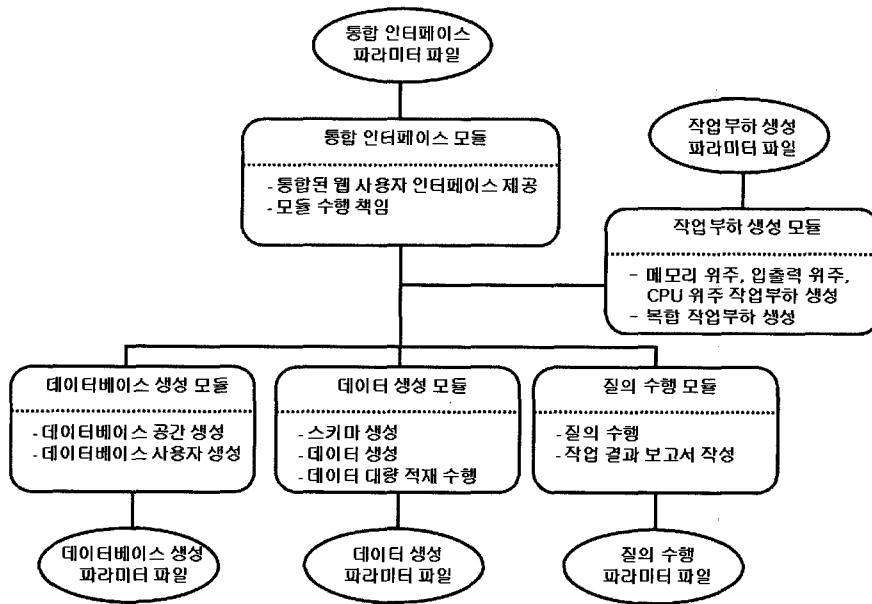 통합 인터페이스
파라미터 파일
통합 인터페이스 모듈
- 통합된 웹 사용자 인터페이스 제공
- 모듈 수행 책임
작업부하 생성
파라미터 파일
작업부하 생성 모듈
- 메모리 위주, 입출력 위주,
CPU 위주 작업부하 생성
- 복합 작업부하 생성
데이터베이스 생성 모듈
- 데이터베이스 공간 생성
- 데이터베이스 사용자 생성
데이터 생성 모듈
- 스키마 생성
- 데이터 생성
- 데이터 대량 적재 수행
질의 수행 모듈
- 질의 수행
- 작업 결과 보고서 작성
데이터베이스 생성
파라미터 파일
데이터 생성
파라미터 파일
질의 수행
파라미터 파일